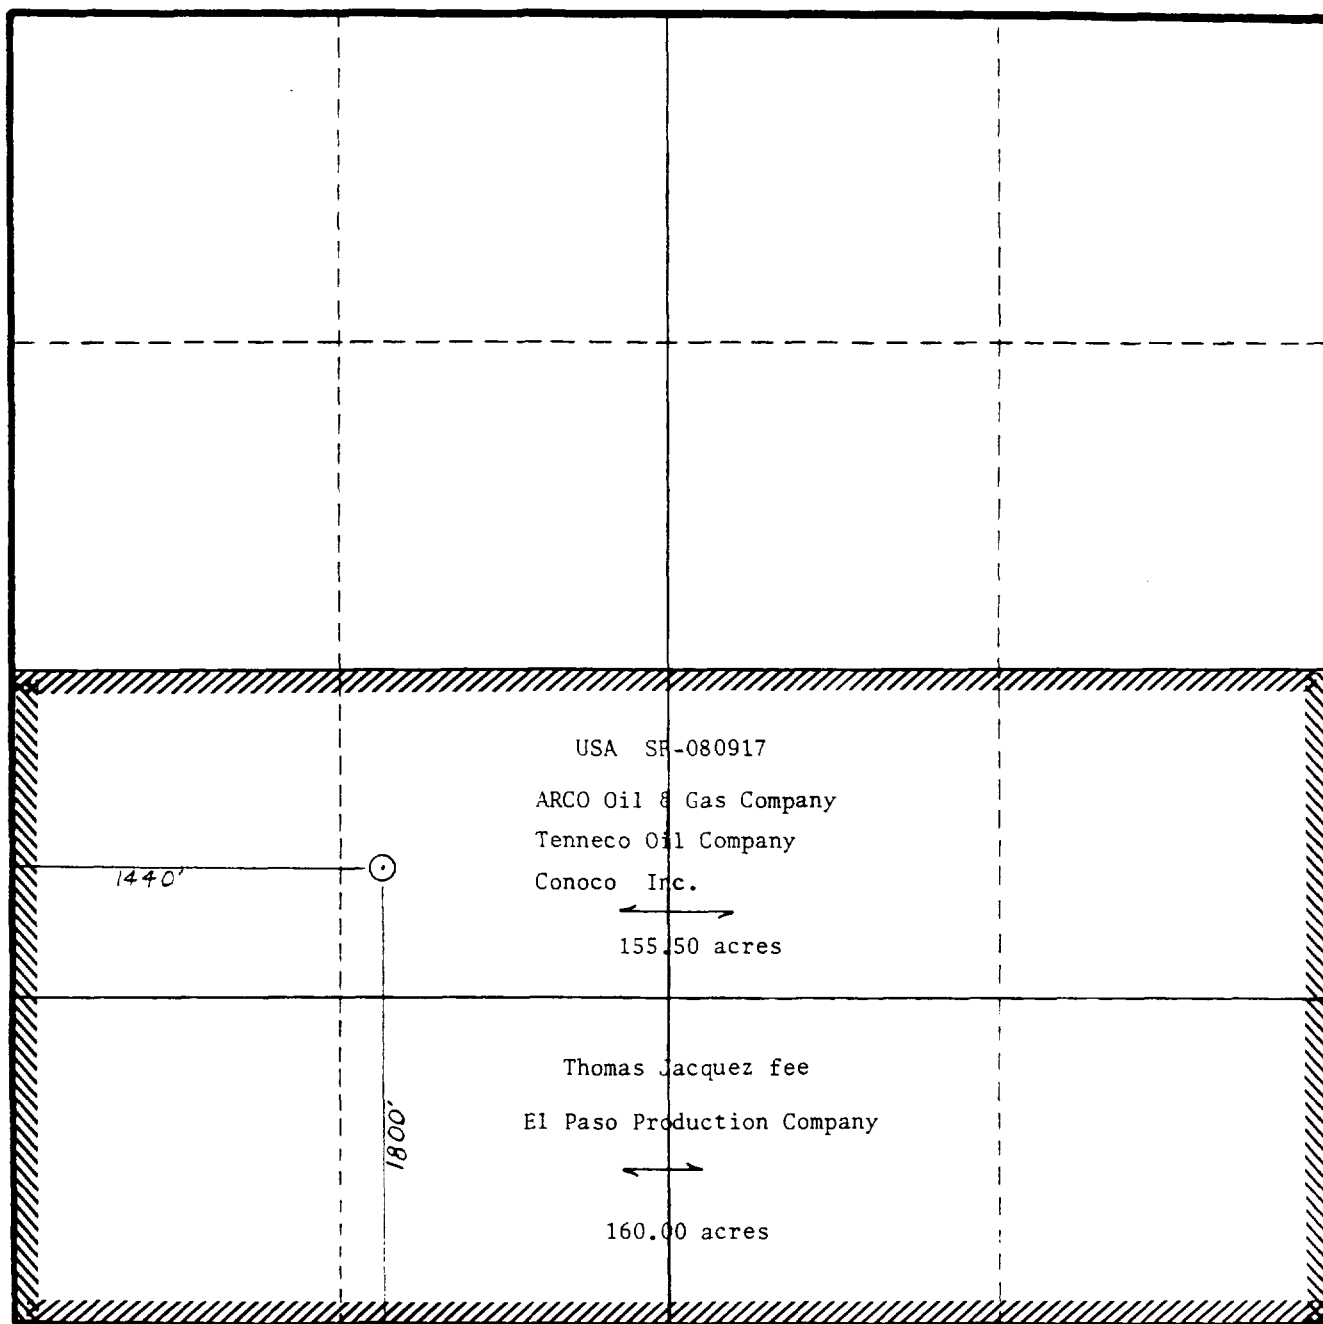 USA SF-080917
ARCO Oil & Gas Company
Tenneco Oil Company
1440'
Conoco Inc.
155.50 acres
Thomas Jacquez fee
El Paso Production Company
1800'
160.00 acres